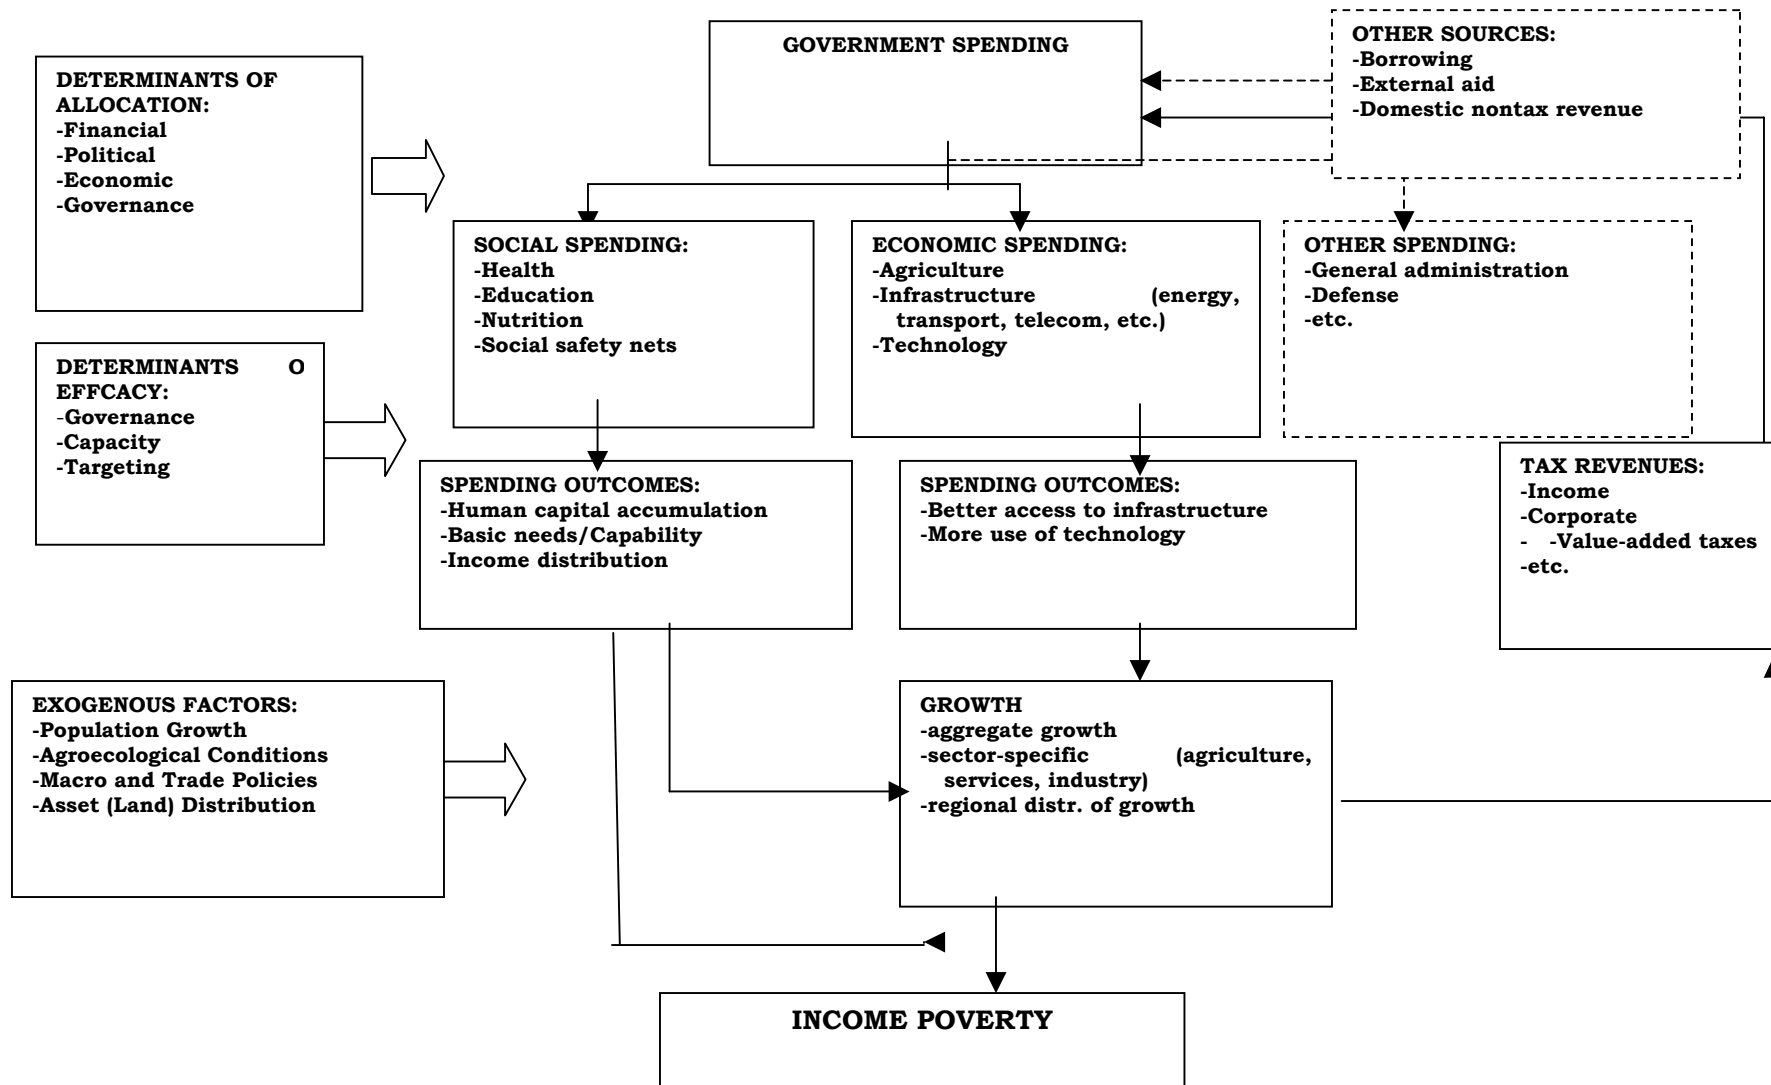 GOVERNMENT SPENDING
OTHER SOURCES:
-Borrowing
-External aid
-Domestic nontax revenue
DETERMINANTS OF
ALLOCATION:
-Financial
-Political
-Economic
-Governance
SOCIAL SPENDING:
-Health
-Education
-Nutrition
-Social safety nets
ECONOMIC SPENDING:
-Agriculture
-Infrastructure (energy,
transport, telecom, etc.)
-Technology
OTHER SPENDING:
-General administration
-Defense
-etc.
DETERMINANTS O
EFFCACY:
-Governance
-Capacity
-Targeting
SPENDING OUTCOMES:
-Human capital accumulation
-Basic needs/Capability
-Income distribution
SPENDING OUTCOMES:
-Better access to infrastructure
-More use of technology
TAX REVENUES:
-Income
-Corporate
- -Value-added taxes
-etc.
EXOGENOUS FACTORS:
-Population Growth
-Agroecological Conditions
-Macro and Trade Policies
-Asset (Land) Distribution
GROWTH
-aggregate growth
-sector-specific (agriculture,
services, industry)
-regional distr. of growth
INCOME POVERTY